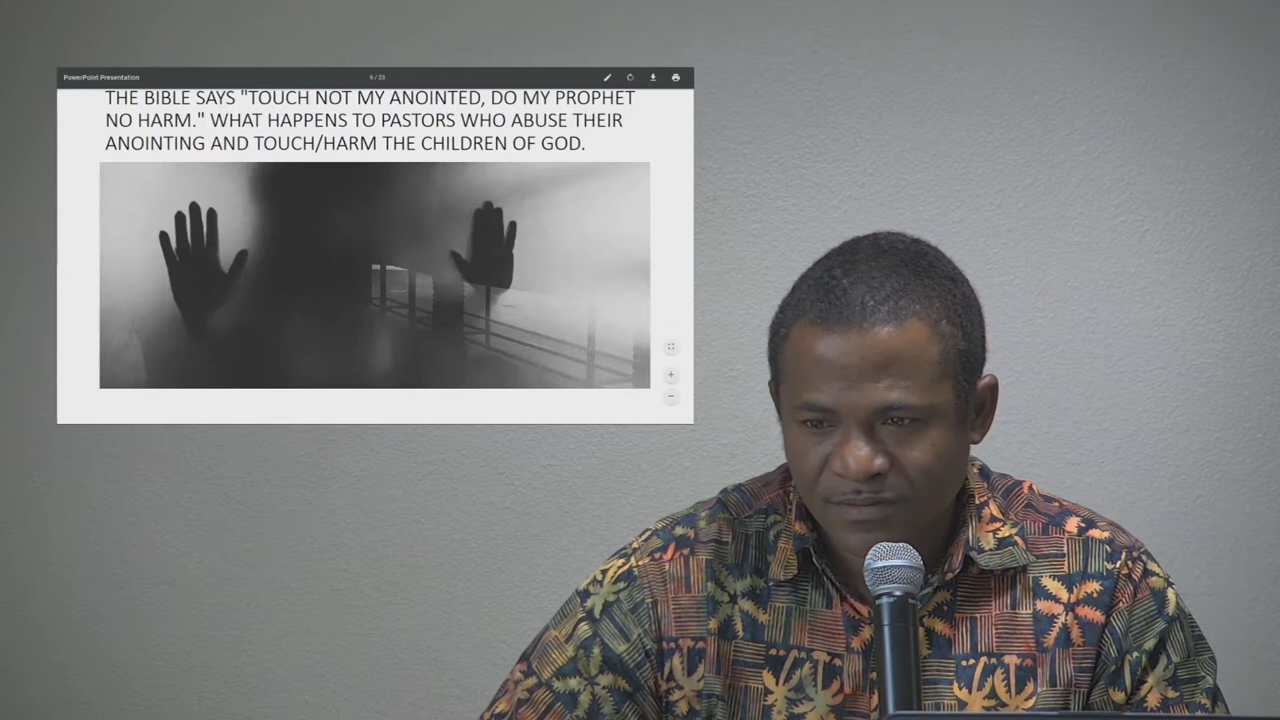 PowerPoint Presentation
5 / 23
THE BIBLE SAYS "TOUCH NOT MY ANOINTED, DO MY PROPHET
NO HARM." WHAT HAPPENS TO PASTORS WHO ABUSE THEIR
ANOINTING AND TOUCH/HARM THE CHILDREN OF GOD.